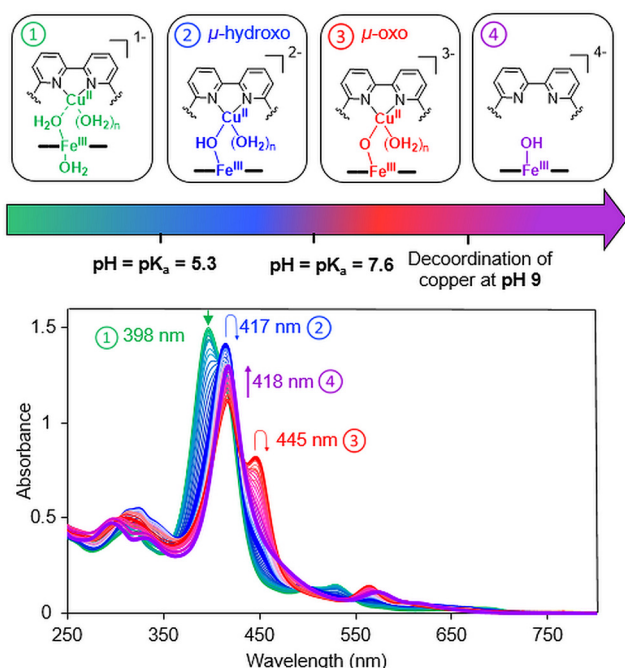 ① ② μ-hydroxo ③ μ-oxo ④
1- 2- 3- 4-
N N N N N N N N
Cu^II Cu^II Cu^II
H₂O (OH₂)n HO (OH₂)n O (OH₂)n OH
Fe^III Fe^III Fe^III Fe^III
OH₂
pH = pKₐ = 5.3 pH = pKₐ = 7.6 Decoordination of
copper at pH 9
1.5
① 398 nm 417 nm ②
418 nm ④
1
445 nm ③
Absorbance
0.5
0
250 350 450 550 650 750
Wavelength (nm)